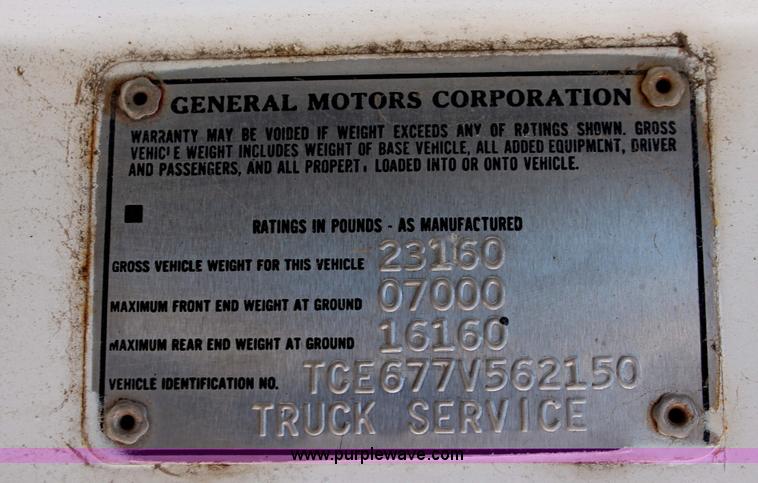 GENERAL MOTORS CORPORATION
WARRANTY MAY BE VOIDED IF WEIGHT EXCEEDS ANY OF RATINGS SHOWN. GROSS
VEHICLE WEIGHT INCLUDES WEIGHT OF BASE VEHICLE, ALL ADDED EQUIPMENT, DRIVER
AND PASSENGERS, AND ALL PROPERTY LOADED INTO OR ONTO VEHICLE.
RATINGS IN POUNDS - AS MANUFACTURED
GROSS VEHICLE WEIGHT FOR THIS VEHICLE 23160
MAXIMUM FRONT END WEIGHT AT GROUND 07000
MAXIMUM REAR END WEIGHT AT GROUND 16160
VEHICLE IDENTIFICATION NO. TCE677V562150
TRUCK SERVICE
www.purplewave.com